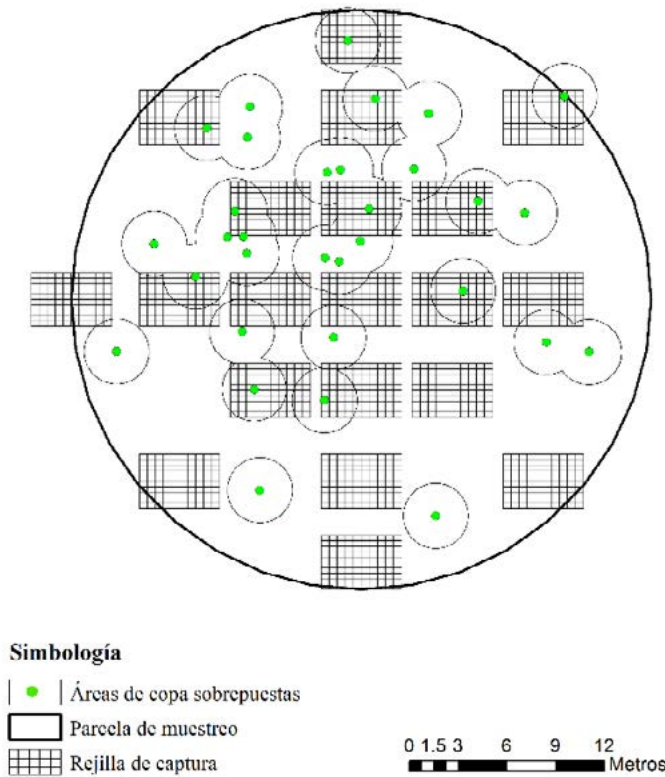 Simbología
Áreas de copa sobrepuestas
Parcela de muestreo
Rejilla de captura
0 1.5 3 6 9 12
Metros